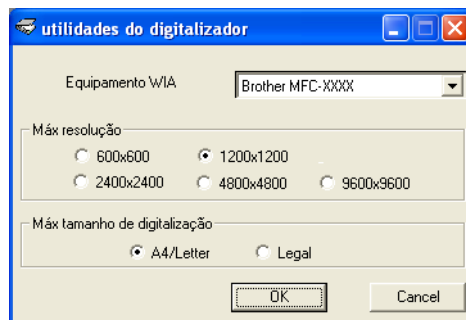 utilidades do digitalizador
Equipamento WIA Brother MFC-XXXX
Máx resolução
600x600 1200x1200
2400x2400 4800x4800 9600x9600
Máx tamanho de digitalização
A4/Letter Legal
OK Cancel